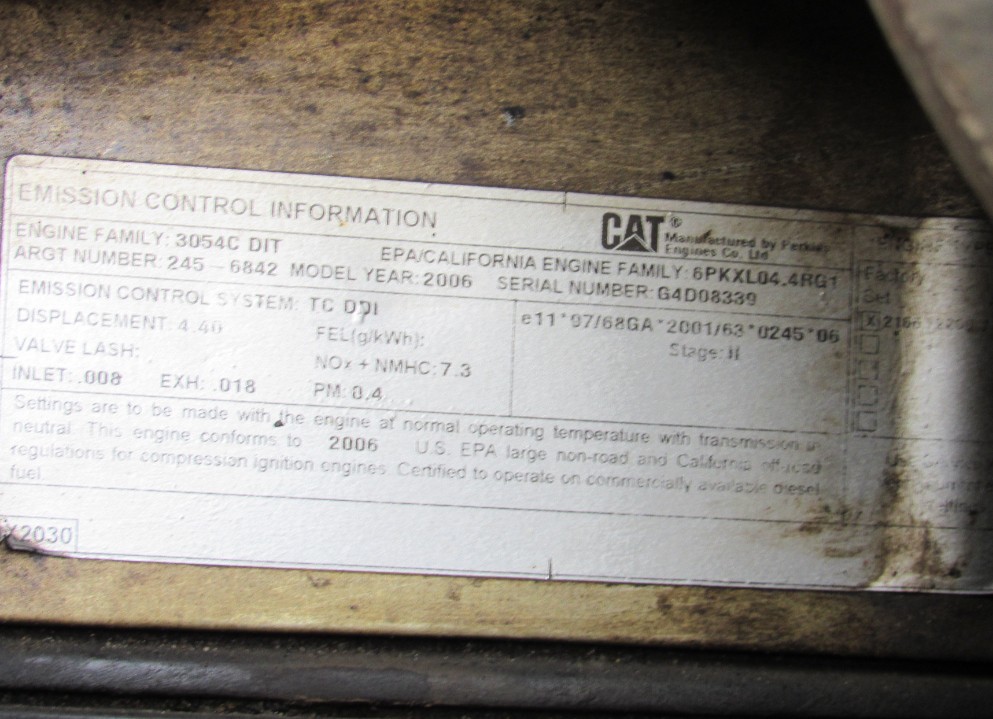 EMISSION CONTROL INFORMATION
CAT®
Manufactured by Perkins
Engines Co. Ltd
ENGINE FAMILY: 3054C DIT
EPA/CALIFORNIA ENGINE FAMILY: 6PKXL04.4RG1
ARGT NUMBER: 245-6842 MODEL YEAR: 2006 SERIAL NUMBER: G4D08339
EMISSION CONTROL SYSTEM: TC DDI
DISPLACEMENT: 4.40
FEL(g/kWh):
VALVE LASH:
NOx + NMHC: 7.3
INLET: .008 EXH: .018 PM: 0.4
e11*97/68GA*2001/63*0245*06
Stage: II
Factory
Set
X
Settings are to be made with the engine at normal operating temperature with transmission in
neutral. This engine conforms to 2006 U.S. EPA large non-road and California off-road
regulations for compression ignition engines. Certified to operate on commercially available diesel
fuel.
X2030